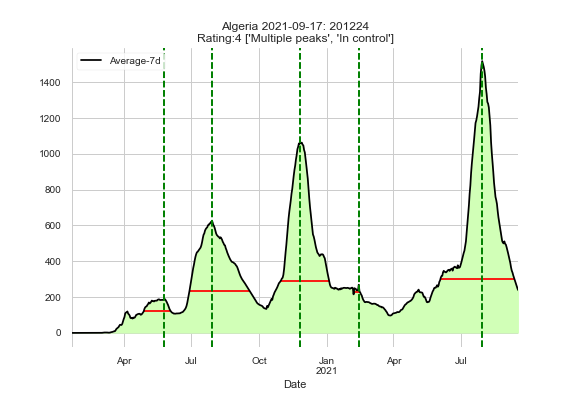 Algeria 2021-09-17: 201224
Rating:4 ['Multiple peaks', 'In control']
Average-7d
1400
1200
1000
800
600
400
200
0
Apr
Jul
Oct
Jan
2021
Apr
Jul
Date